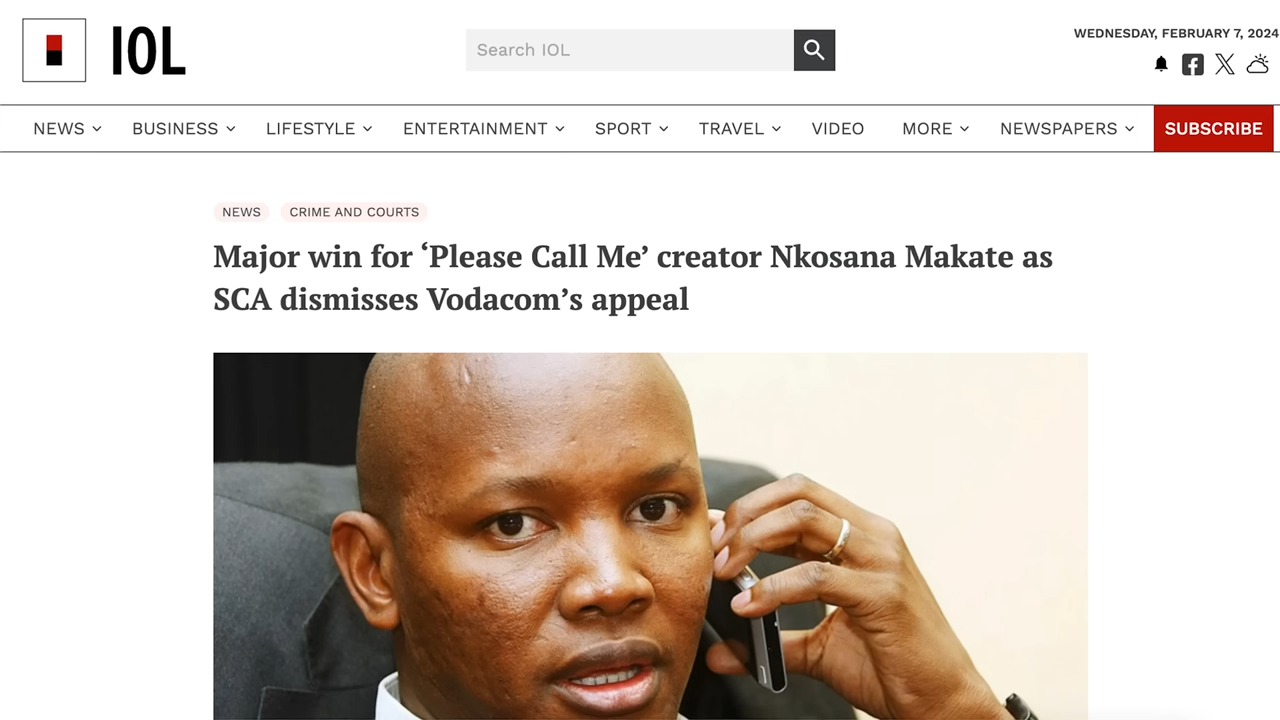 IOL
Search IOL
WEDNESDAY, FEBRUARY 7, 2024
NEWS
BUSINESS
LIFESTYLE
ENTERTAINMENT
SPORT
TRAVEL
VIDEO
MORE
NEWSPAPERS
SUBSCRIBE
NEWS
CRIME AND COURTS
Major win for ‘Please Call Me’ creator Nkosana Makate as
SCA dismisses Vodacom’s appeal